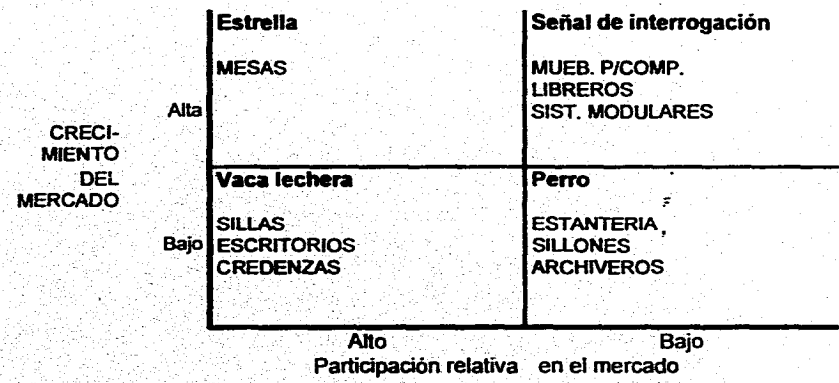 Estrella
MESAS
Señal de interrogación
MUEB. P/COMP.
LIBREROS
SIST. MODULARES
Alta
CRECI-
MIENTO
DEL
MERCADO
Vaca lechera
SILLAS
ESCRITORIOS
CREDENZAS
Perro
ESTANTERIA
SILLONES
ARCHIVEROS
Bajo
Alto
Bajo
Participación relativa en el mercado